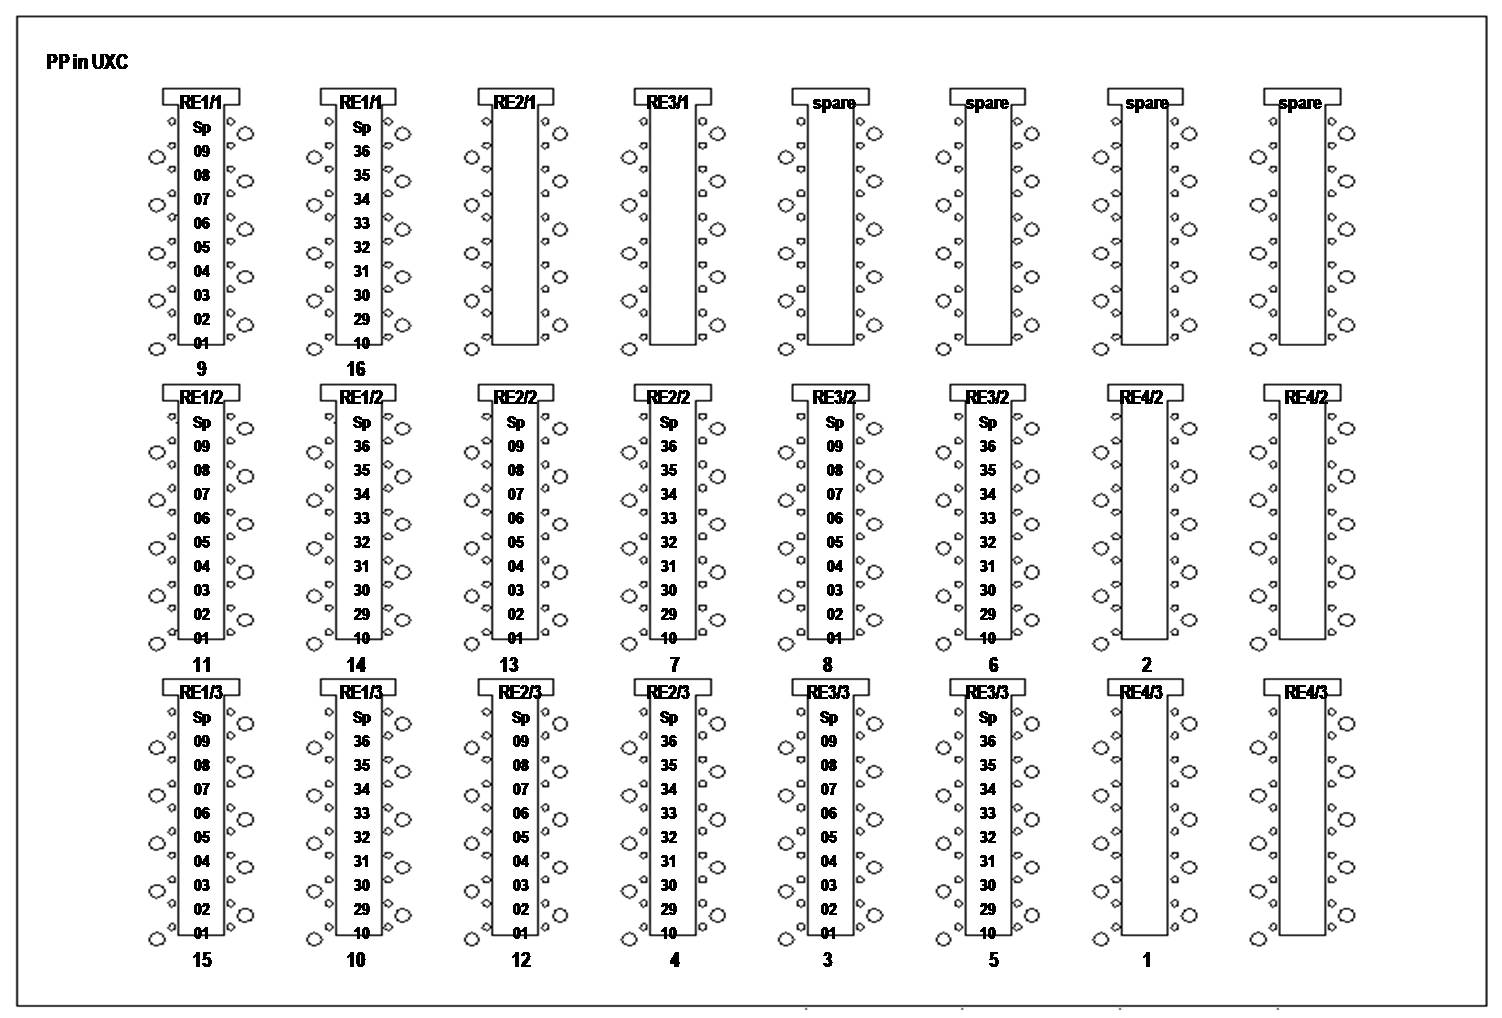 PP in UXC
RE1/1 RE1/1 RE2/1 RE3/1 spare spare spare spare
Sp Sp
09 36
08 35
07 34
06 33
05 32
04 31
03 30
02 29
01 10
9 16
RE1/2 RE1/2 RE2/2 RE2/2 RE3/2 RE3/2 RE4/2 RE4/2
Sp Sp Sp Sp Sp Sp
09 36 09 36 09 36
08 35 08 35 08 35
07 34 07 34 07 34
06 33 06 33 06 33
05 32 05 32 05 32
04 31 04 31 04 31
03 30 03 30 03 30
02 29 02 29 02 29
01 10 01 10 01 10
11 14 13 7 8 6 2
RE1/3 RE1/3 RE2/3 RE2/3 RE3/3 RE3/3 RE4/3 RE4/3
Sp Sp Sp Sp Sp Sp
09 36 09 36 09 36
08 35 08 35 08 35
07 34 07 34 07 34
06 33 06 33 06 33
05 32 05 32 05 32
04 31 04 31 04 31
03 30 03 30 03 30
02 29 02 29 02 29
01 10 01 10 01 10
15 10 12 4 3 5 1